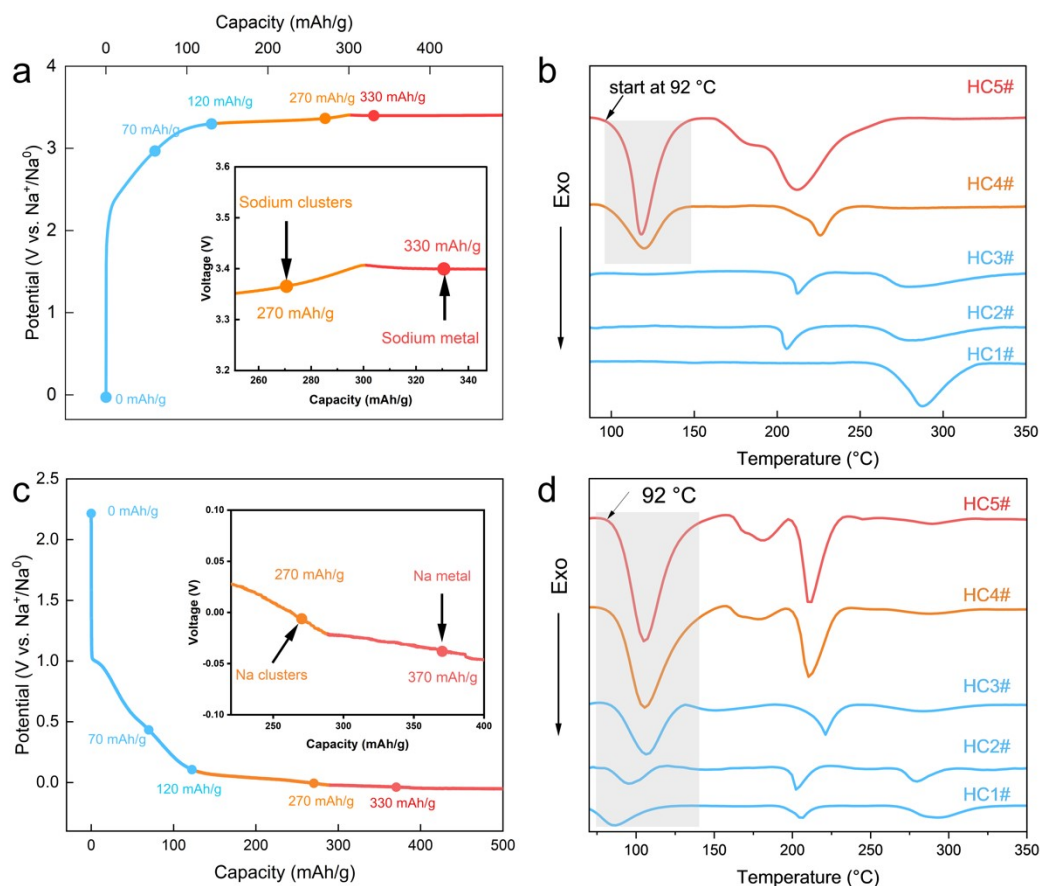 Capacity (mAh/g)
0 100 200 300 400
a
Potential (V vs. Na⁺/Na⁰)
4
3
2
1
0
0 mAh/g
70 mAh/g
120 mAh/g
270 mAh/g
330 mAh/g
Voltage (V)
3.6
3.5
3.4
3.3
3.2
Sodium clusters
270 mAh/g
330 mAh/g
Sodium metal
260 280 300 320 340
Capacity (mAh/g)
b
start at 92 °C
Exo
HC5#
HC4#
HC3#
HC2#
HC1#
100 150 200 250 300 350
Temperature (°C)
c
Potential (V vs. Na⁺/Na⁰)
2.5
2.0
1.5
1.0
0.5
0.0
0 mAh/g
70 mAh/g
120 mAh/g
270 mAh/g
330 mAh/g
Voltage (V)
0.10
0.05
0.00
-0.05
-0.10
270 mAh/g
Na clusters
Na metal
370 mAh/g
250 300 350 400
Capacity (mAh/g)
0 100 200 300 400 500
Capacity (mAh/g)
d
92 °C
Exo
HC5#
HC4#
HC3#
HC2#
HC1#
100 150 200 250 300 350
Temperature (°C)